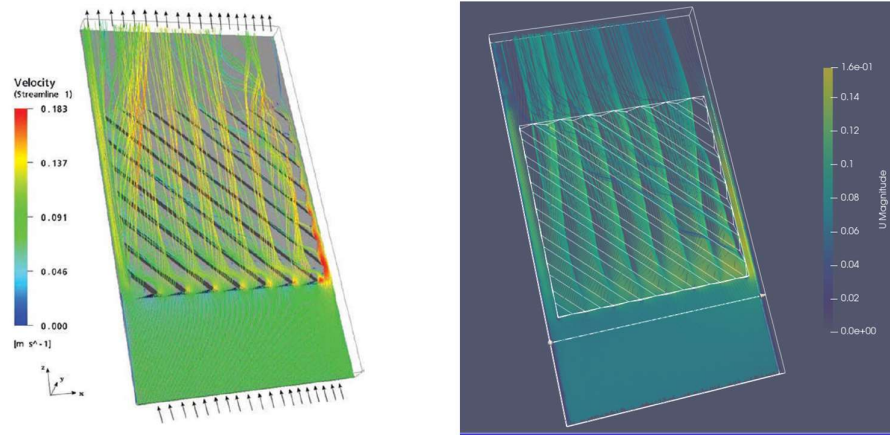 Velocity
(Streamline 1)
0.183
0.137
0.091
0.046
0.000
[m s^-1]
z
y
x
1.6e-01
0.14
0.12
0.1
0.08
0.06
0.04
0.02
0.0e+00
U Magnitude